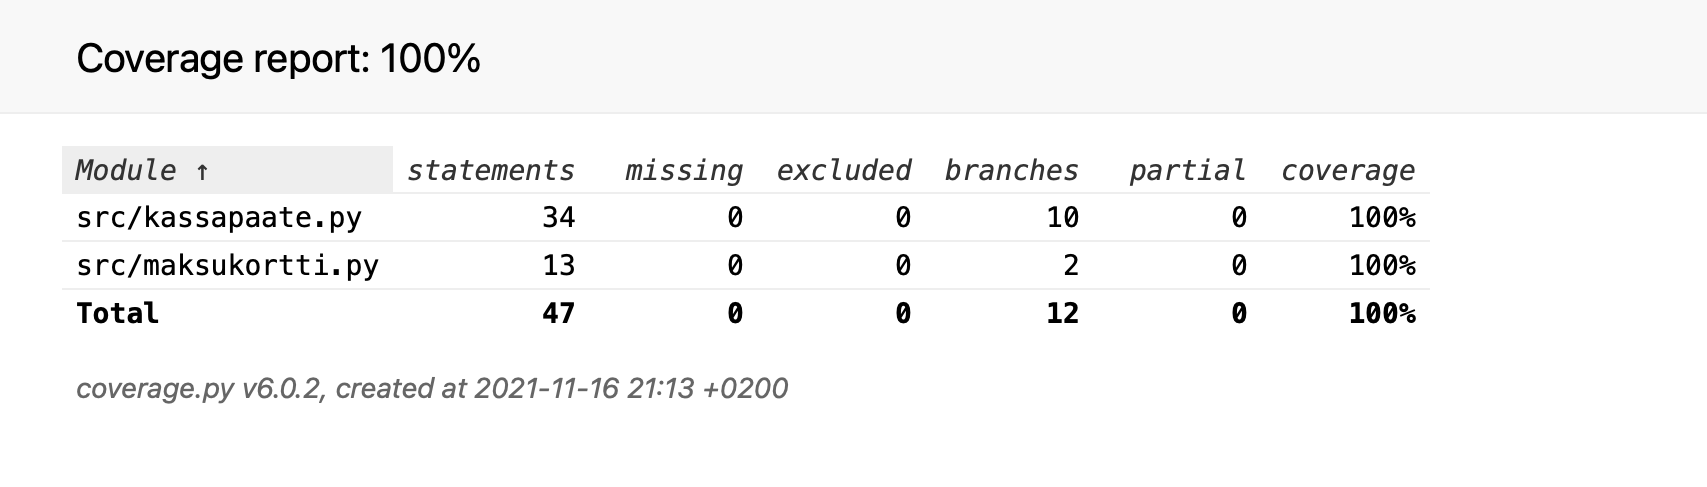 Coverage report: 100%
Module ↑ statements missing excluded branches partial coverage
src/kassapaate.py 34 0 0 10 0 100%
src/maksukortti.py 13 0 0 2 0 100%
Total 47 0 0 12 0 100%
coverage.py v6.0.2, created at 2021-11-16 21:13 +0200